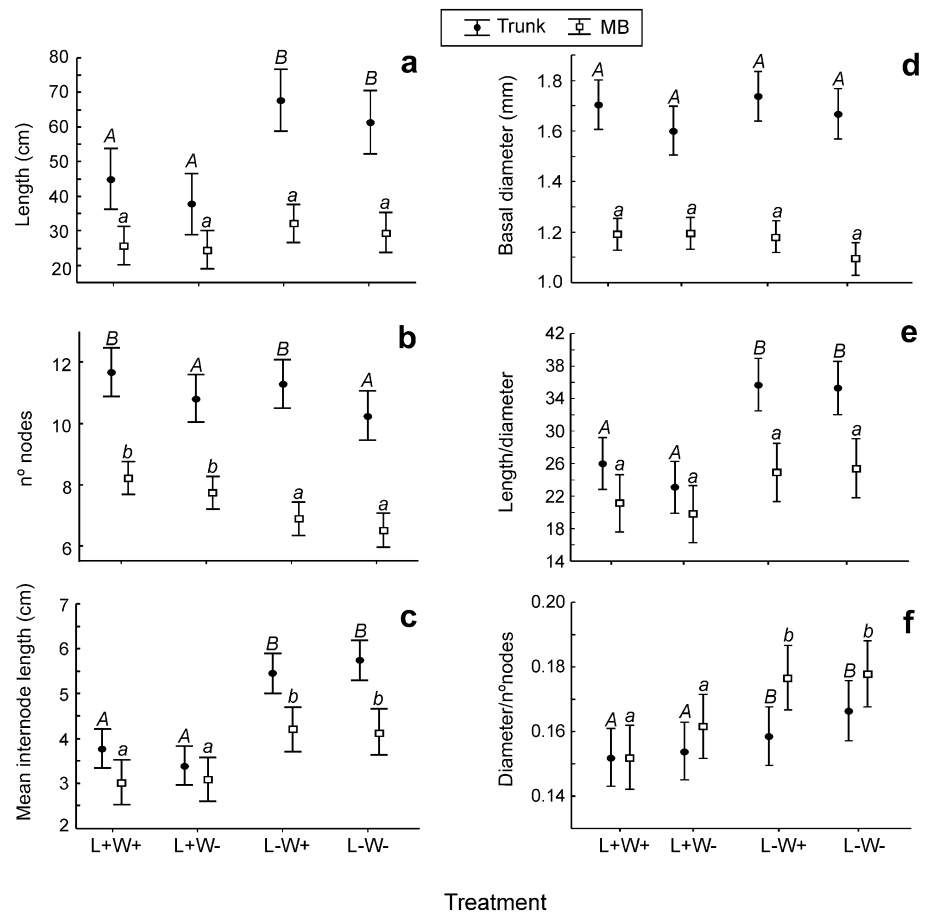 Trunk MB
a
Length (cm)
80
70
60
50
40
30
20
A A B B
a a a a
d
Basal diameter (mm)
1.8
1.6
1.4
1.2
1.0
A A A A
a a a a
b
nº nodes
12
10
8
6
B A B A
b b a a
e
Length/diameter
42
38
34
30
26
22
18
14
A A B B
a a a a
c
Mean internode length (cm)
7
6
5
4
3
2
A A B B
a a b b
L+W+ L+W- L-W+ L-W-
f
Diameter/nºnodes
0.20
0.18
0.16
0.14
A A B B
a a b b
L+W+ L+W- L-W+ L-W-
Treatment